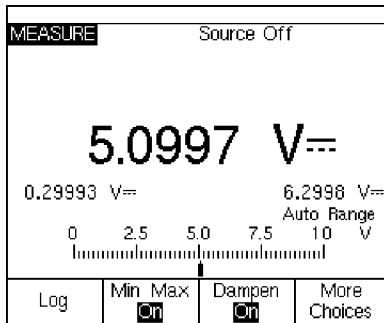 MEASURE Source Off
5.0997 V⎓
0.29993 V⎓ 6.2998 V⎓
Auto Range
0 2.5 5.0 7.5 10 V
Log Min Max On Dampen On More Choices